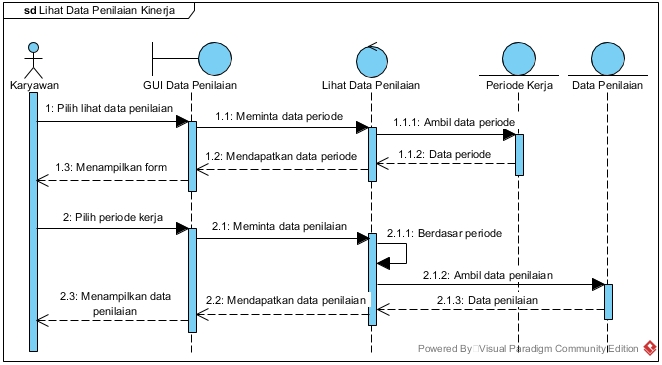 sd Lihat Data Penilaian Kinerja
Karyawan
GUI Data Penilaian
Lihat Data Penilaian
Periode Kerja
Data Penilaian
1: Pilih lihat data penilaian
1.1: Meminta data periode
1.1.1: Ambil data periode
1.1.2: Data periode
1.2: Mendapatkan data periode
1.3: Menampilkan form
2: Pilih periode kerja
2.1: Meminta data penilaian
2.1.1: Berdasar periode
2.1.2: Ambil data penilaian
2.1.3: Data penilaian
2.2: Mendapatkan data penilaian
2.3: Menampilkan data
penilaian
Powered By Visual Paradigm Community Edition